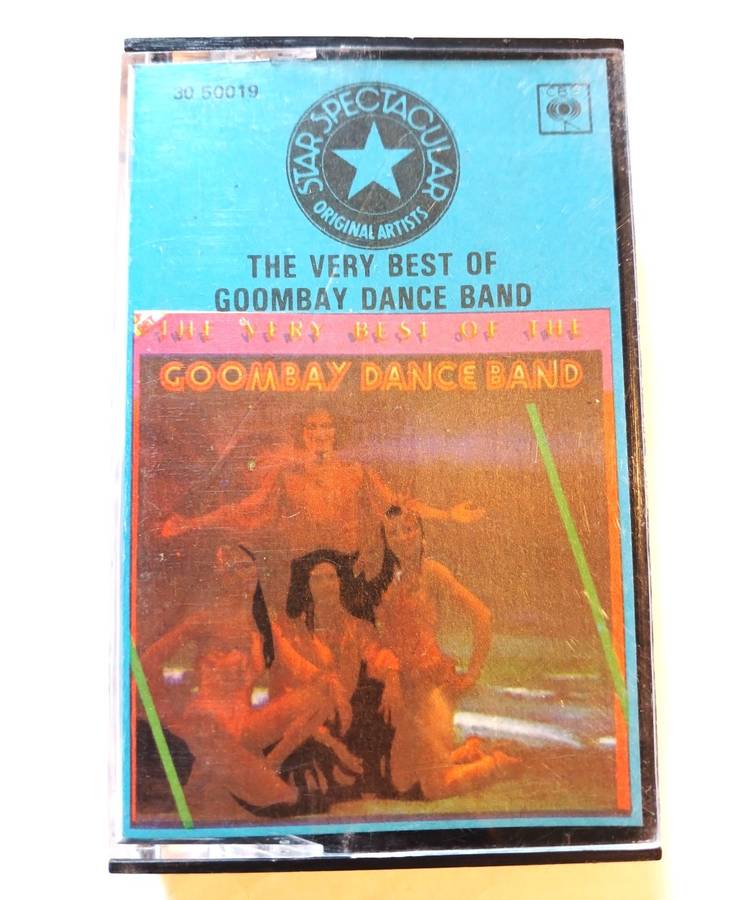 30 50019
STAR SPECTACULAR
ORIGINAL ARTISTS
CBS
THE VERY BEST OF
GOOMBAY DANCE BAND
THE VERY BEST OF THE
GOOMBAY DANCE BAND